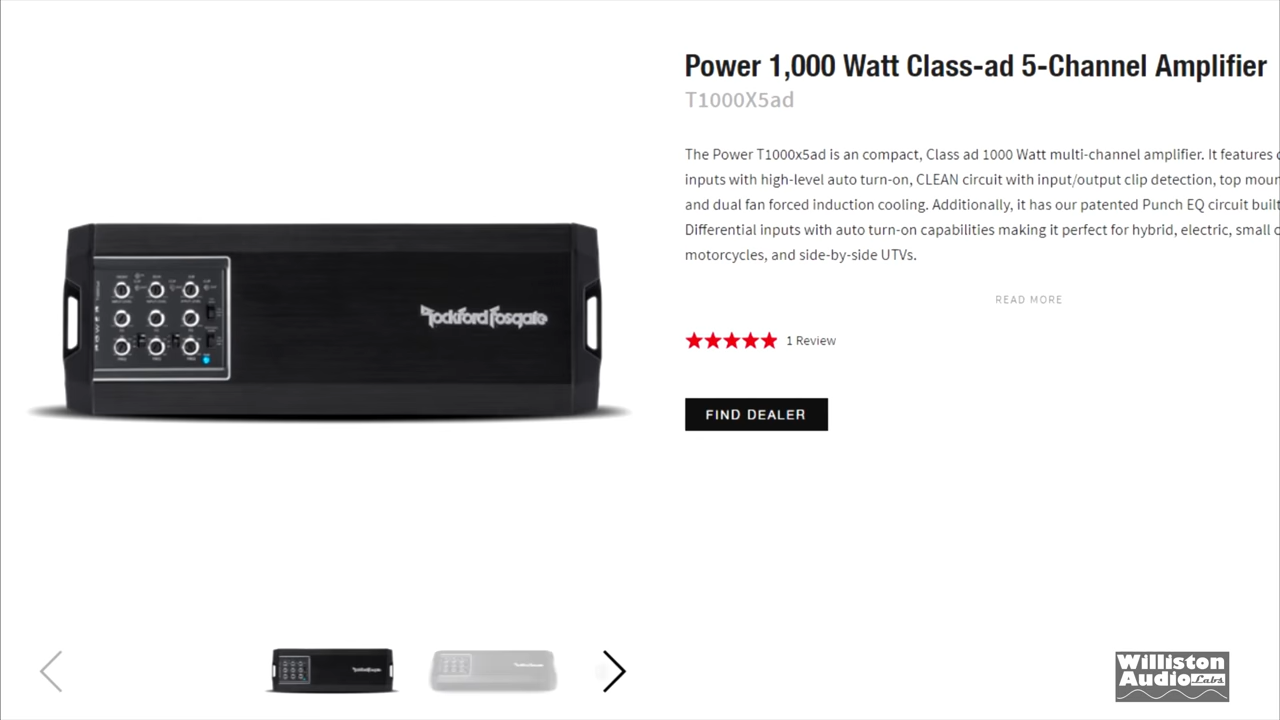 Power 1,000 Watt Class-ad 5-Channel Amplifier
T1000X5ad
The Power T1000x5ad is an compact, Class ad 1000 Watt multi-channel amplifier. It features
inputs with high-level auto turn-on, CLEAN circuit with input/output clip detection, top
and dual fan forced induction cooling. Additionally, it has our patented Punch EQ circuit
Differential inputs with auto turn-on capabilities making it perfect for hybrid, electric, small
motorcycles, and side-by-side UTVs.
READ MORE
1 Review
FIND DEALER
Rockford Fosgate
POWER
Rockford Fosgate
Williston
Audio Labs